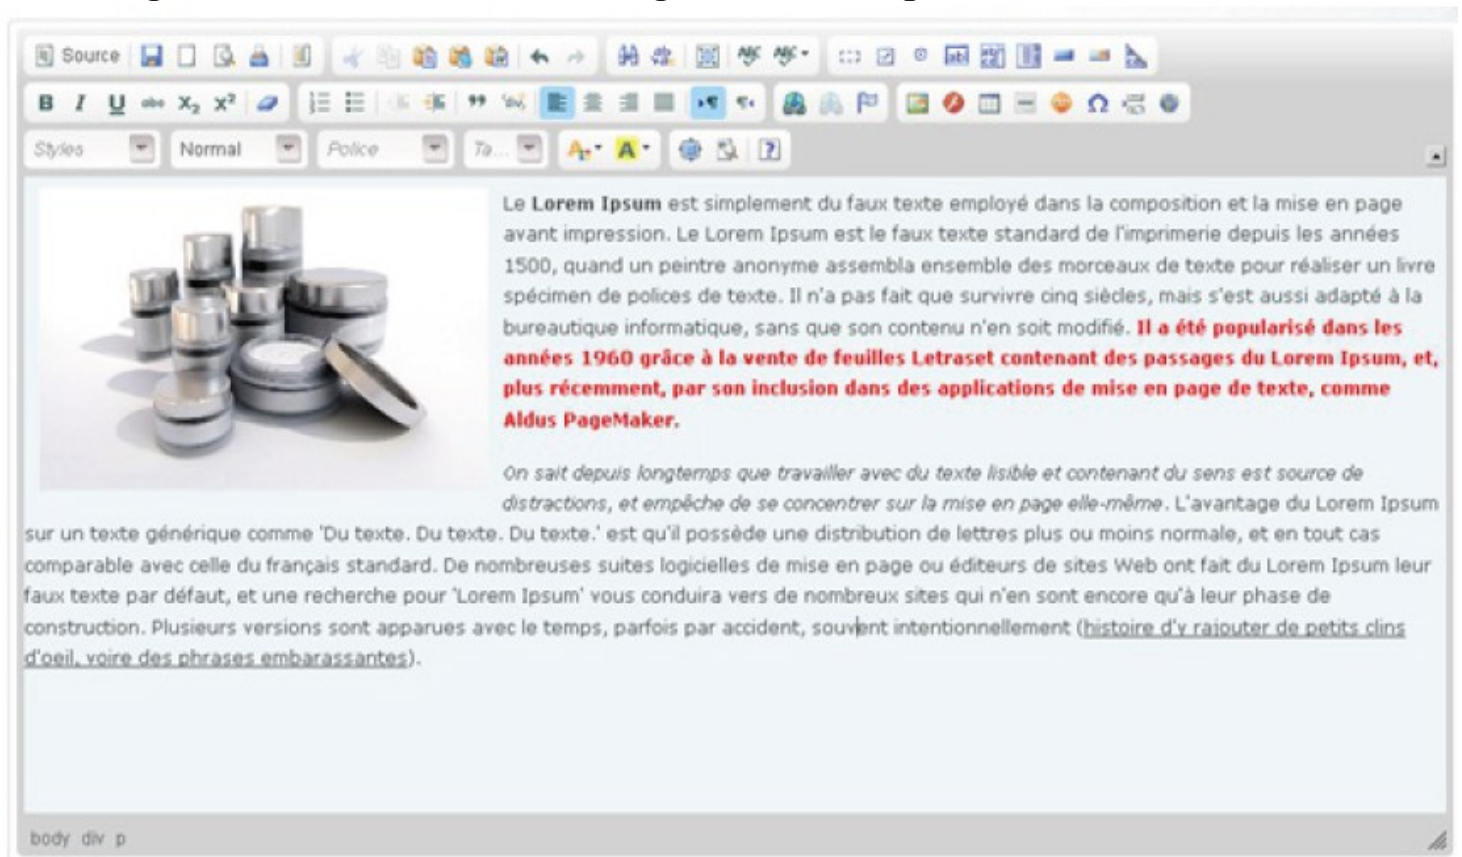 Source
B I U abc X₂ X²
Styles Normal Police Ta...
Le Lorem Ipsum est simplement du faux texte employé dans la composition et la mise en page
avant impression. Le Lorem Ipsum est le faux texte standard de l'imprimerie depuis les années
1500, quand un peintre anonyme assembla ensemble des morceaux de texte pour réaliser un livre
spécimen de polices de texte. Il n'a pas fait que survivre cinq siècles, mais s'est aussi adapté à la
bureautique informatique, sans que son contenu n'en soit modifié. Il a été popularisé dans les
années 1960 grâce à la vente de feuilles Letraset contenant des passages du Lorem Ipsum, et,
plus récemment, par son inclusion dans des applications de mise en page de texte, comme
Aldus PageMaker.
On sait depuis longtemps que travailler avec du texte lisible et contenant du sens est source de
distractions, et empêche de se concentrer sur la mise en page elle-même. L'avantage du Lorem Ipsum
sur un texte générique comme 'Du texte. Du texte. Du texte.' est qu'il possède une distribution de lettres plus ou moins normale, et en tout cas
comparable avec celle du français standard. De nombreuses suites logicielles de mise en page ou éditeurs de sites Web ont fait du Lorem Ipsum leur
faux texte par défaut, et une recherche pour 'Lorem Ipsum' vous conduira vers de nombreux sites qui n'en sont encore qu'à leur phase de
construction. Plusieurs versions sont apparues avec le temps, parfois par accident, souvent intentionnellement (histoire d'y rajouter de petits clins
d'oeil, voire des phrases embarassantes).
body div p